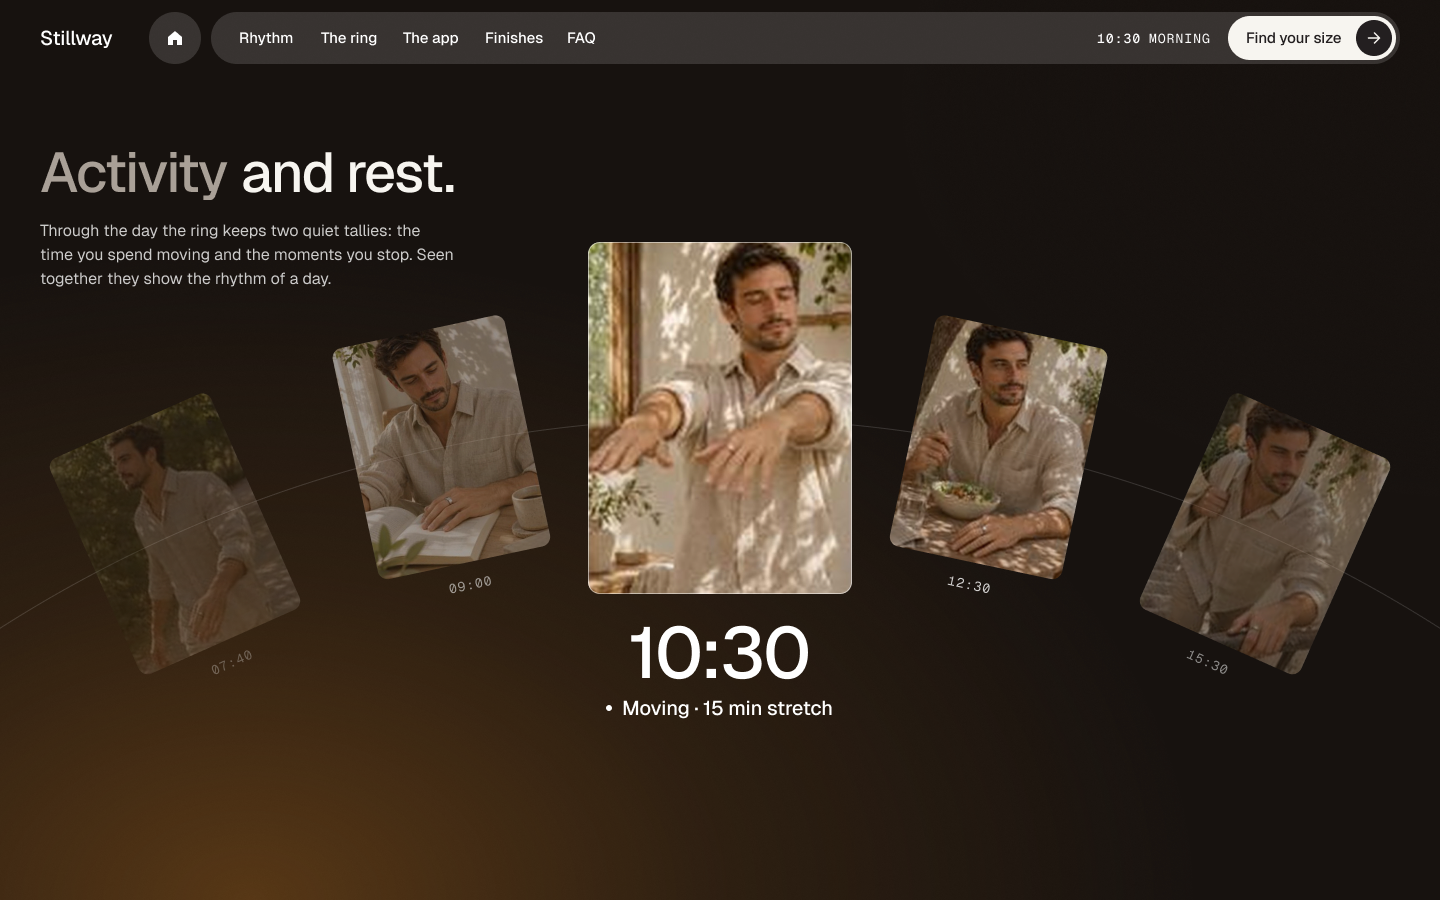 Stillway
Rhythm
The ring
The app
Finishes
FAQ
10:30 MORNING
Find your size
Activity and rest.
Through the day the ring keeps two quiet tallies: the
time you spend moving and the moments you stop. Seen
together they show the rhythm of a day.
07:40
09:00
12:30
15:30
10:30
• Moving · 15 min stretch